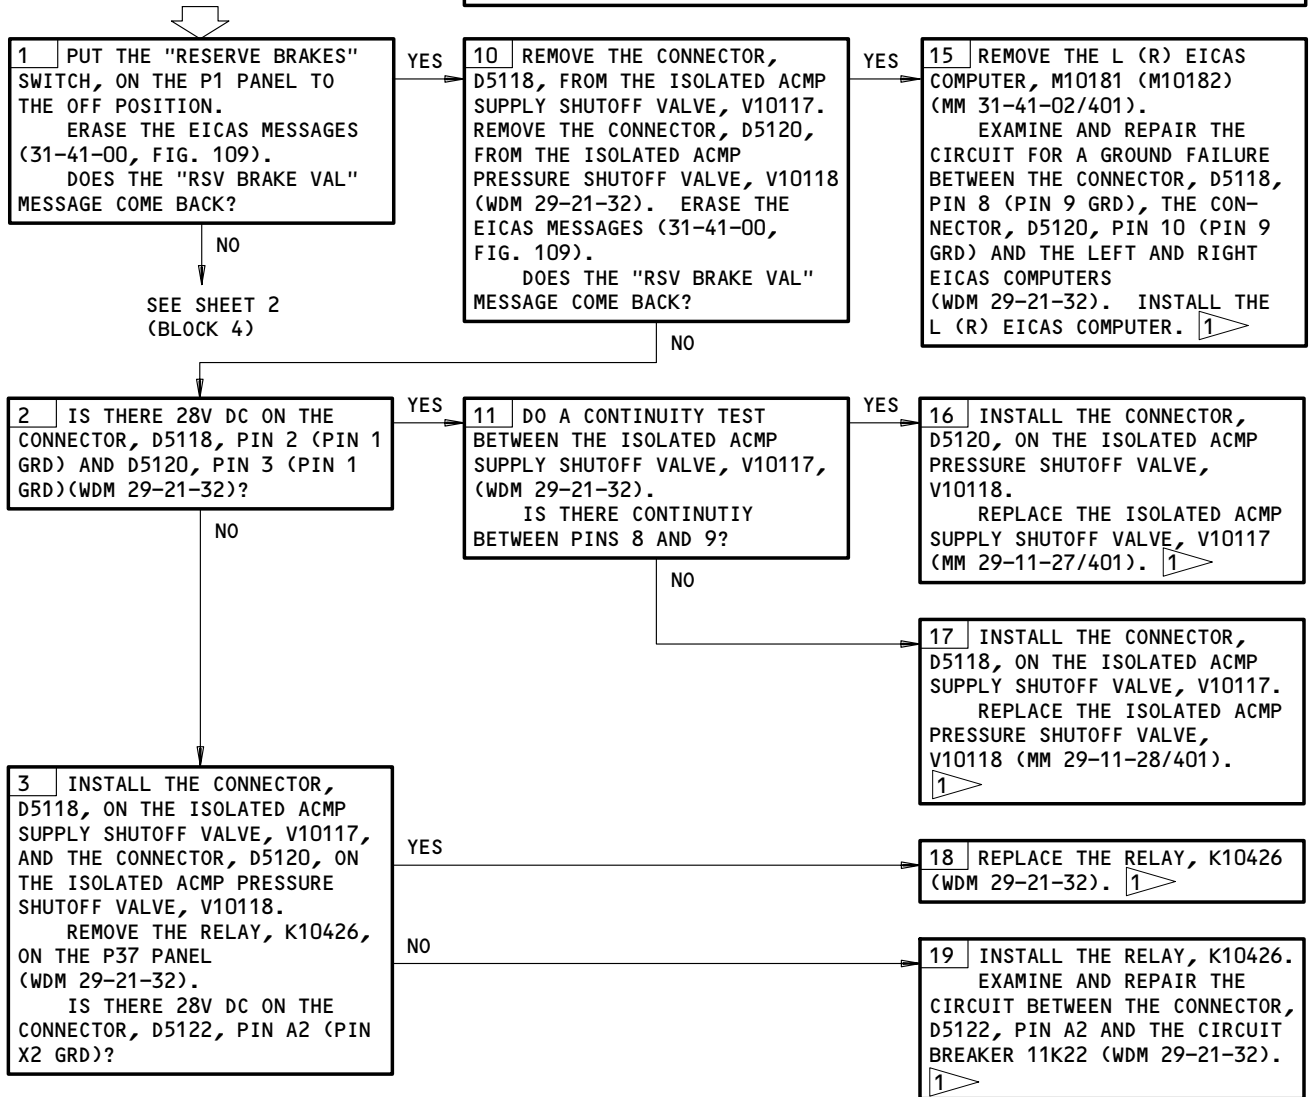 1 PUT THE "RESERVE BRAKES"
SWITCH, ON THE P1 PANEL TO
THE OFF POSITION.
ERASE THE EICAS MESSAGES
(31-41-00, FIG. 109).
DOES THE "RSV BRAKE VAL"
MESSAGE COME BACK?
YES
NO
SEE SHEET 2
(BLOCK 4)
10 REMOVE THE CONNECTOR,
D5118, FROM THE ISOLATED ACMP
SUPPLY SHUTOFF VALVE, V10117.
REMOVE THE CONNECTOR, D5120,
FROM THE ISOLATED ACMP
PRESSURE SHUTOFF VALVE, V10118
(WDM 29-21-32). ERASE THE
EICAS MESSAGES (31-41-00,
FIG. 109).
DOES THE "RSV BRAKE VAL"
MESSAGE COME BACK?
YES
NO
15 REMOVE THE L (R) EICAS
COMPUTER, M10181 (M10182)
(MM 31-41-02/401).
EXAMINE AND REPAIR THE
CIRCUIT FOR A GROUND FAILURE
BETWEEN THE CONNECTOR, D5118,
PIN 8 (PIN 9 GRD), THE CON-
NECTOR, D5120, PIN 10 (PIN 9
GRD) AND THE LEFT AND RIGHT
EICAS COMPUTERS
(WDM 29-21-32). INSTALL THE
L (R) EICAS COMPUTER. 1
2 IS THERE 28V DC ON THE
CONNECTOR, D5118, PIN 2 (PIN 1
GRD) AND D5120, PIN 3 (PIN 1
GRD)(WDM 29-21-32)?
YES
NO
11 DO A CONTINUITY TEST
BETWEEN THE ISOLATED ACMP
SUPPLY SHUTOFF VALVE, V10117,
(WDM 29-21-32).
IS THERE CONTINUTIY
BETWEEN PINS 8 AND 9?
YES
NO
16 INSTALL THE CONNECTOR,
D5120, ON THE ISOLATED ACMP
PRESSURE SHUTOFF VALVE,
V10118.
REPLACE THE ISOLATED ACMP
SUPPLY SHUTOFF VALVE, V10117
(MM 29-11-27/401). 1
17 INSTALL THE CONNECTOR,
D5118, ON THE ISOLATED ACMP
SUPPLY SHUTOFF VALVE, V10117.
REPLACE THE ISOLATED ACMP
PRESSURE SHUTOFF VALVE,
V10118 (MM 29-11-28/401).
1
3 INSTALL THE CONNECTOR,
D5118, ON THE ISOLATED ACMP
SUPPLY SHUTOFF VALVE, V10117,
AND THE CONNECTOR, D5120, ON
THE ISOLATED ACMP PRESSURE
SHUTOFF VALVE, V10118.
REMOVE THE RELAY, K10426,
ON THE P37 PANEL
(WDM 29-21-32).
IS THERE 28V DC ON THE
CONNECTOR, D5122, PIN A2 (PIN
X2 GRD)?
YES
NO
18 REPLACE THE RELAY, K10426
(WDM 29-21-32). 1
19 INSTALL THE RELAY, K10426.
EXAMINE AND REPAIR THE
CIRCUIT BETWEEN THE CONNECTOR,
D5122, PIN A2 AND THE CIRCUIT
BREAKER 11K22 (WDM 29-21-32).
1